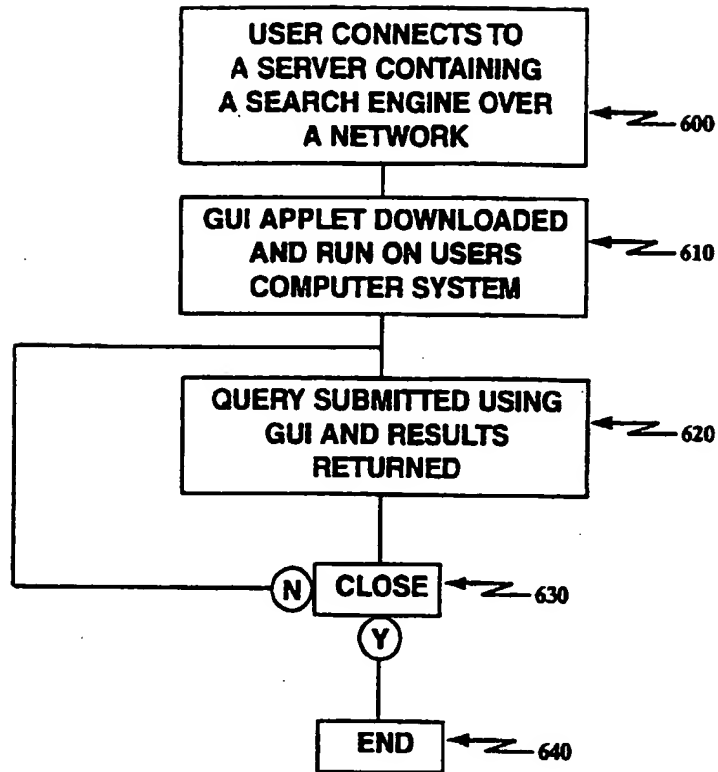 USER CONNECTS TO
A SERVER CONTAINING
A SEARCH ENGINE OVER
A NETWORK
600
GUI APPLET DOWNLOADED
AND RUN ON USERS
COMPUTER SYSTEM
610
QUERY SUBMITTED USING
GUI AND RESULTS
RETURNED
620
N
CLOSE
630
Y
END
640